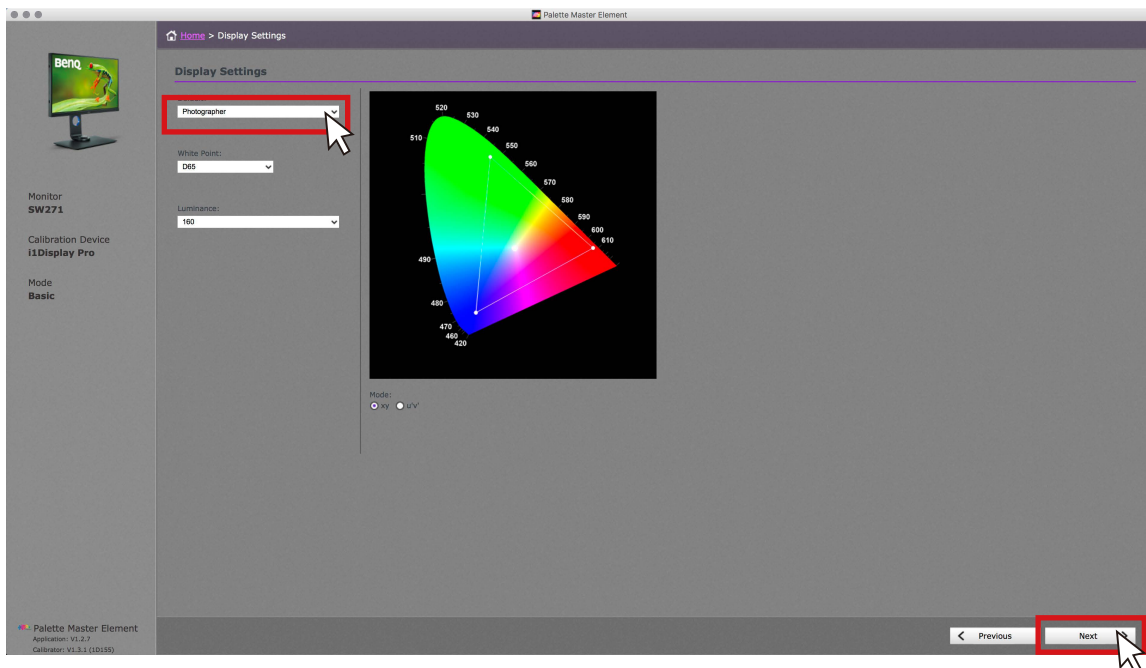 Palette Master Element
Home > Display Settings
BenQ
Display Settings
Photographer
White Point:
D65
Luminance:
160
Monitor
SW271
Calibration Device
i1Display Pro
Mode
Basic
520
530
540
510
550
560
570
580
590
600
610
490
480
470
460
420
Mode:
xy u'v'
Palette Master Element
Application: V1.2.7
Calibrator: V1.3.1 (1D155)
Previous
Next